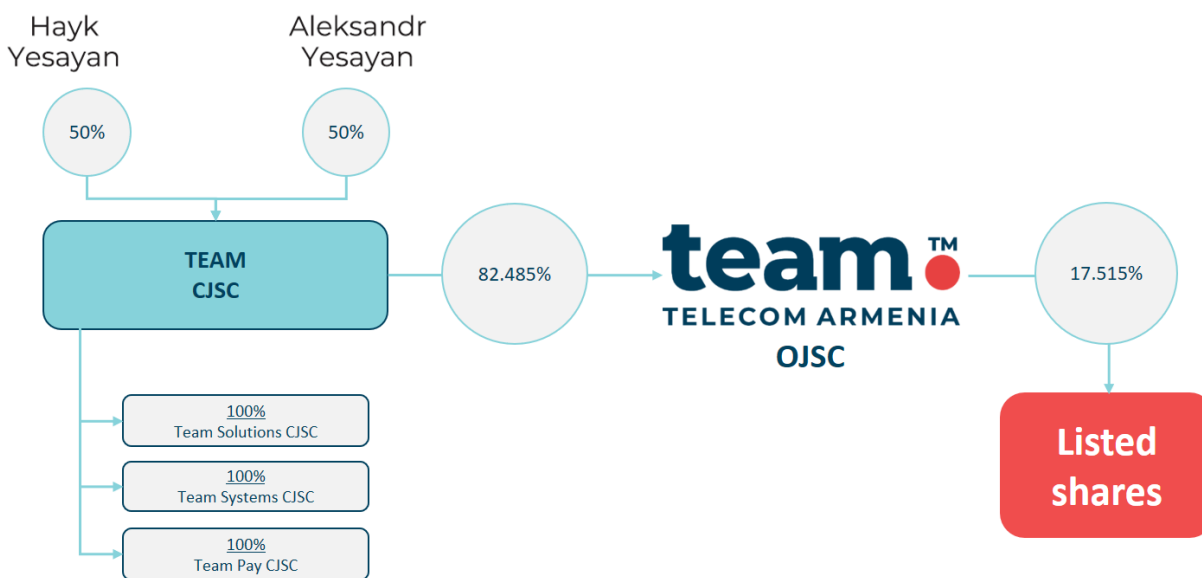 Hayk
Yesayan
Aleksandr
Yesayan
50%
50%
TEAM
CJSC
82.485%
team TM
TELECOM ARMENIA
OJSC
17.515%
100%
Team Solutions CJSC
100%
Team Systems CJSC
100%
Team Pay CJSC
Listed
shares